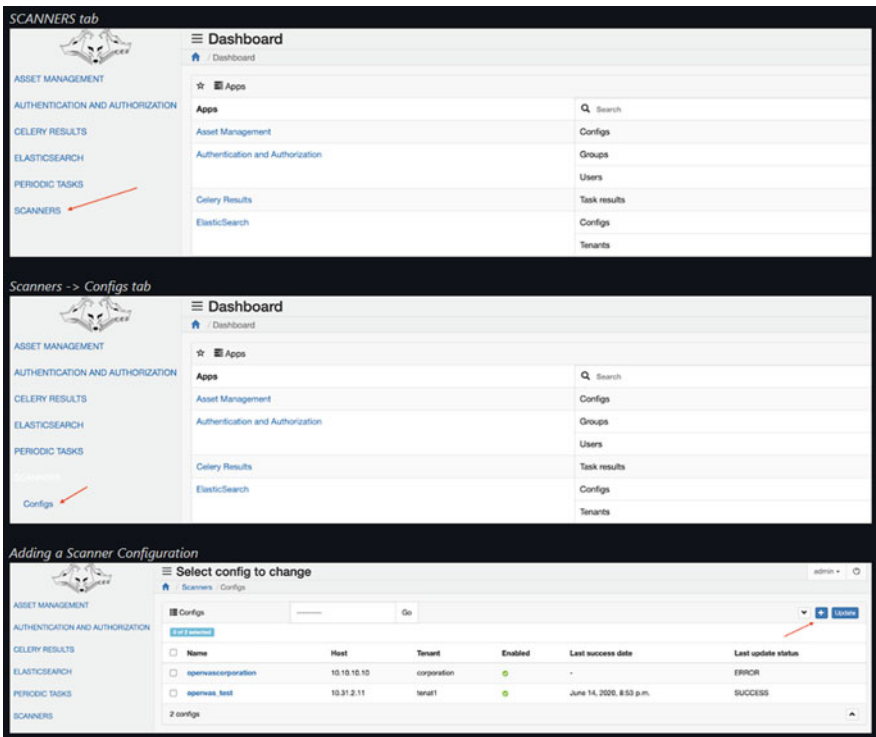 SCANNERS tab
Dashboard
/ Dashboard
ASSET MANAGEMENT
AUTHENTICATION AND AUTHORIZATION
CELERY RESULTS
ELASTICSEARCH
PERIODIC TASKS
SCANNERS
Apps
Apps Search
Asset Management Configs
Authentication and Authorization Groups
Users
Celery Results Task results
ElasticSearch Configs
Tenants
Scanners -> Configs tab
Dashboard
/ Dashboard
ASSET MANAGEMENT
AUTHENTICATION AND AUTHORIZATION
CELERY RESULTS
ELASTICSEARCH
PERIODIC TASKS
SCANNERS
Configs
Apps
Apps Search
Asset Management Configs
Authentication and Authorization Groups
Users
Celery Results Task results
ElasticSearch Configs
Tenants
Adding a Scanner Configuration
Select config to change admin
/ Scanners / Configs
ASSET MANAGEMENT
AUTHENTICATION AND AUTHORIZATION
CELERY RESULTS
ELASTICSEARCH
PERIODIC TASKS
SCANNERS
Configs ---------- Go Update
0 of 2 selected
Name Host Tenant Enabled Last success date Last update status
openvascorporation 10.10.10.10 corporation - ERROR
openvas_test 10.31.2.11 tenat1 June 14, 2020, 8:53 p.m. SUCCESS
2 configs